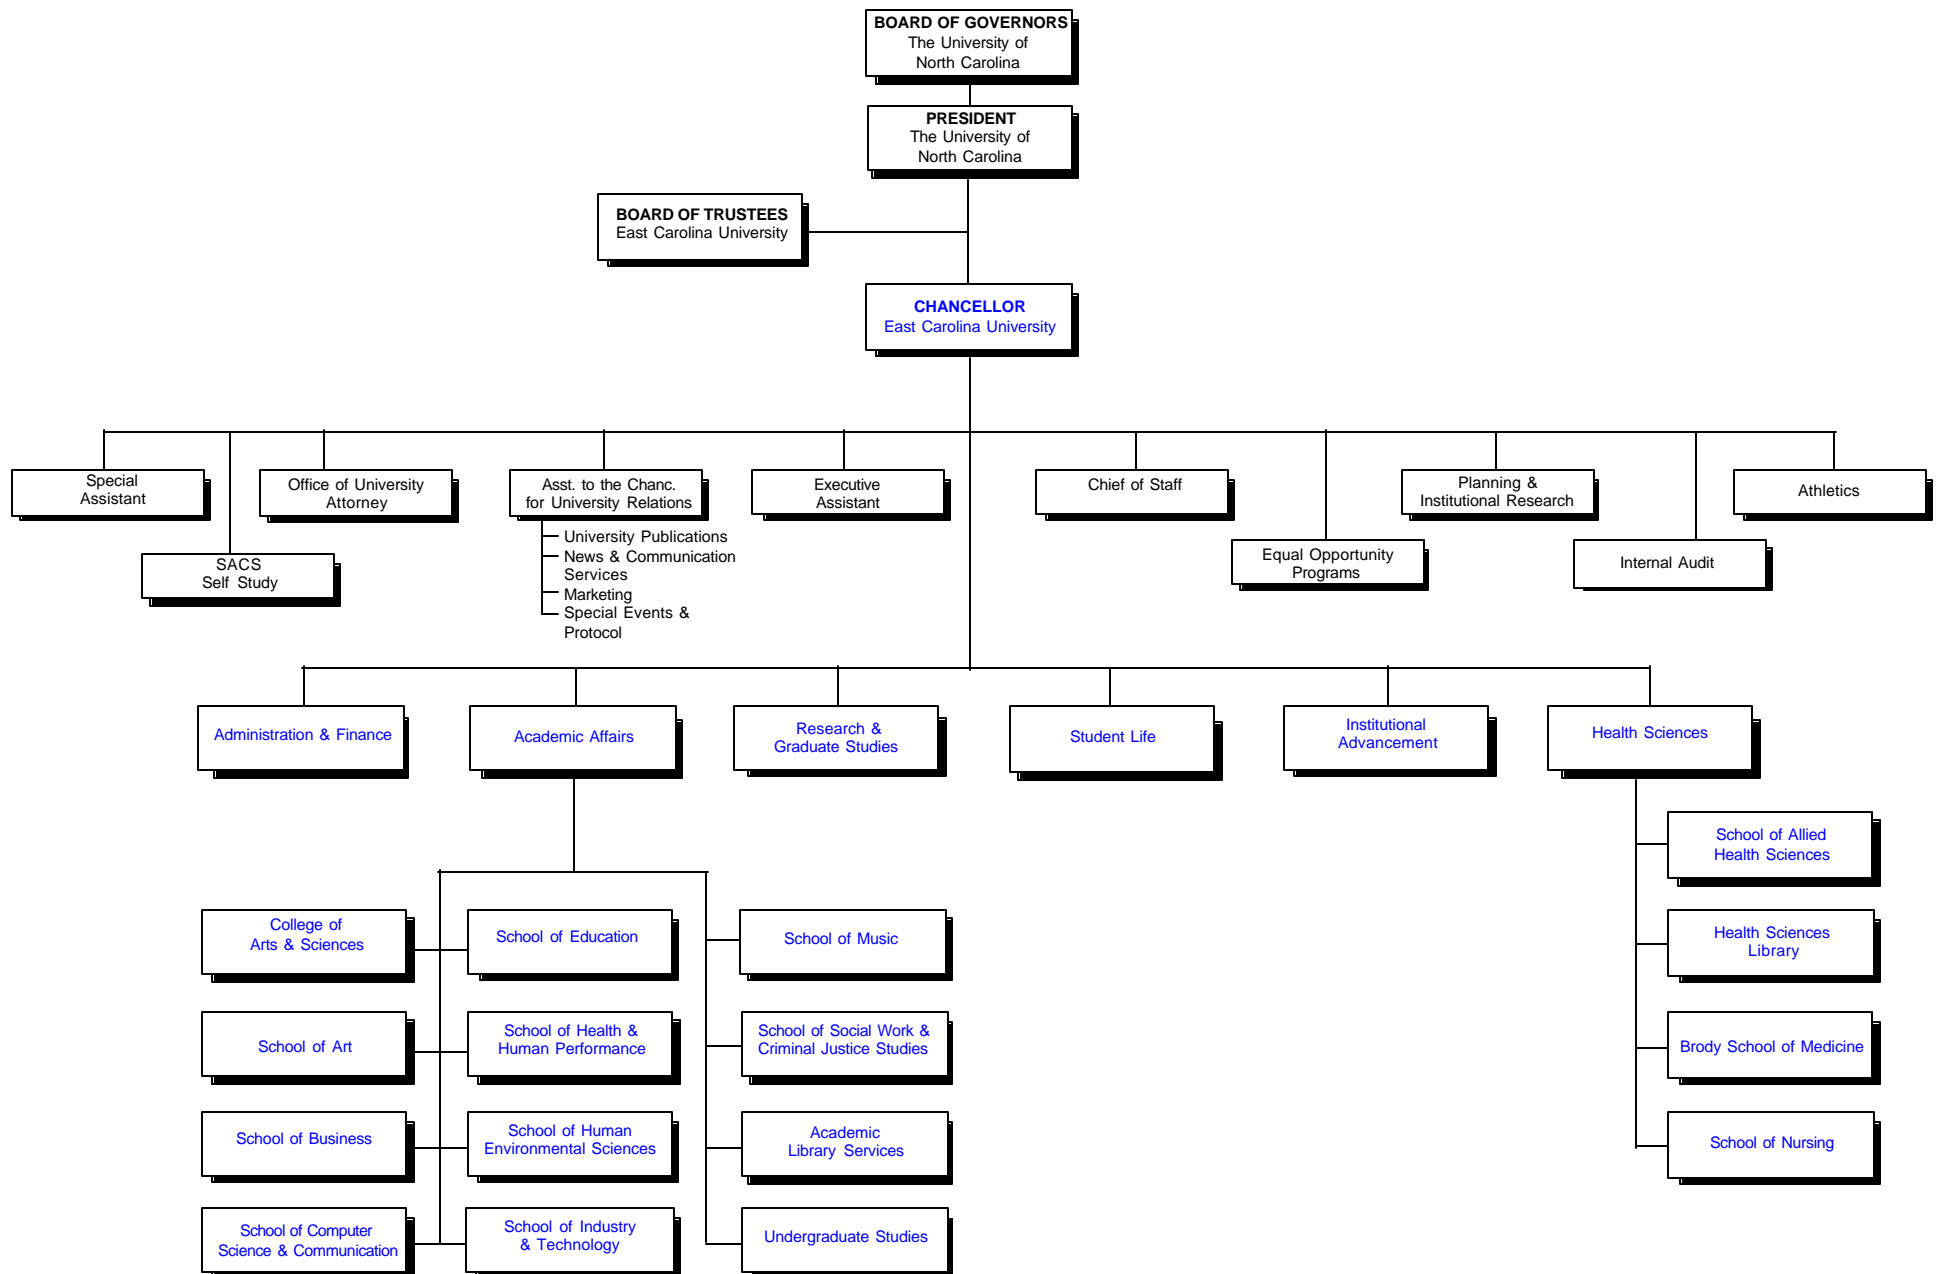 BOARD OF GOVERNORS
The University of
North Carolina
PRESIDENT
The University of
North Carolina
BOARD OF TRUSTEES
East Carolina University
CHANCELLOR
East Carolina University
Special
Assistant
Office of University
Attorney
Asst. to the Chanc.
for University Relations
Executive
Assistant
Chief of Staff
Planning &
Institutional Research
Athletics
SACS
Self Study
University Publications
News & Communication
Services
Marketing
Special Events &
Protocol
Equal Opportunity
Programs
Internal Audit
Administration & Finance
Academic Affairs
Research &
Graduate Studies
Student Life
Institutional
Advancement
Health Sciences
College of
Arts & Sciences
School of Education
School of Music
School of Art
School of Health &
Human Performance
School of Social Work &
Criminal Justice Studies
School of Business
School of Human
Environmental Sciences
Academic
Library Services
School of Computer
Science & Communication
School of Industry
& Technology
Undergraduate Studies
School of Allied
Health Sciences
Health Sciences
Library
Brody School of Medicine
School of Nursing